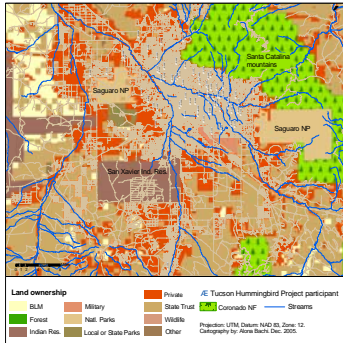 Santa Catalina
mountains
Saguaro NP
Saguaro NP
San Xavier Ind. Res.
Land ownership
BLM
Forest
Indian Res.
Military
Natl. Parks
Local or State Parks
Private
State Trust
Wildlife
Other
Æ Tucson Hummingbird Project participant
Coronado NF
Streams
Projection: UTM, Datum: NAD 83, Zone: 12.
Cartography by: Alona Bachi. Dec. 2005.